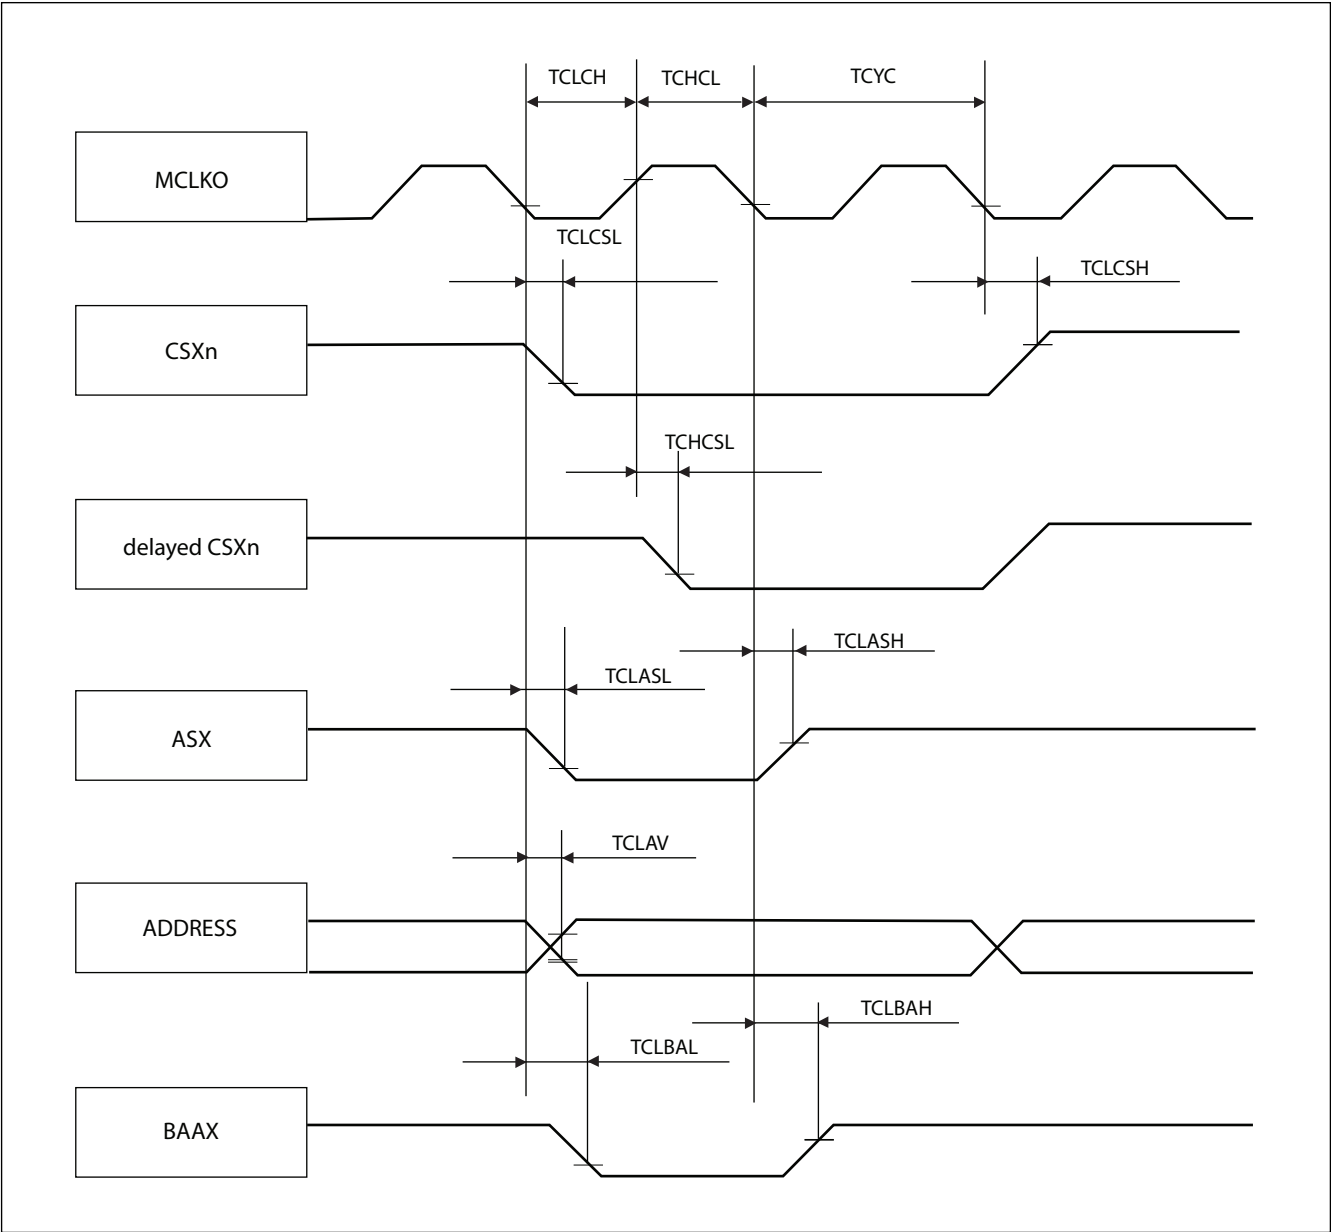 TCLCH
TCHCL
TCYC
MCLKO
TCLCSL
TCLCSH
CSXn
TCHCSL
delayed CSXn
TCLASH
TCLASL
ASX
TCLAV
ADDRESS
TCLBAH
TCLBAL
BAAX